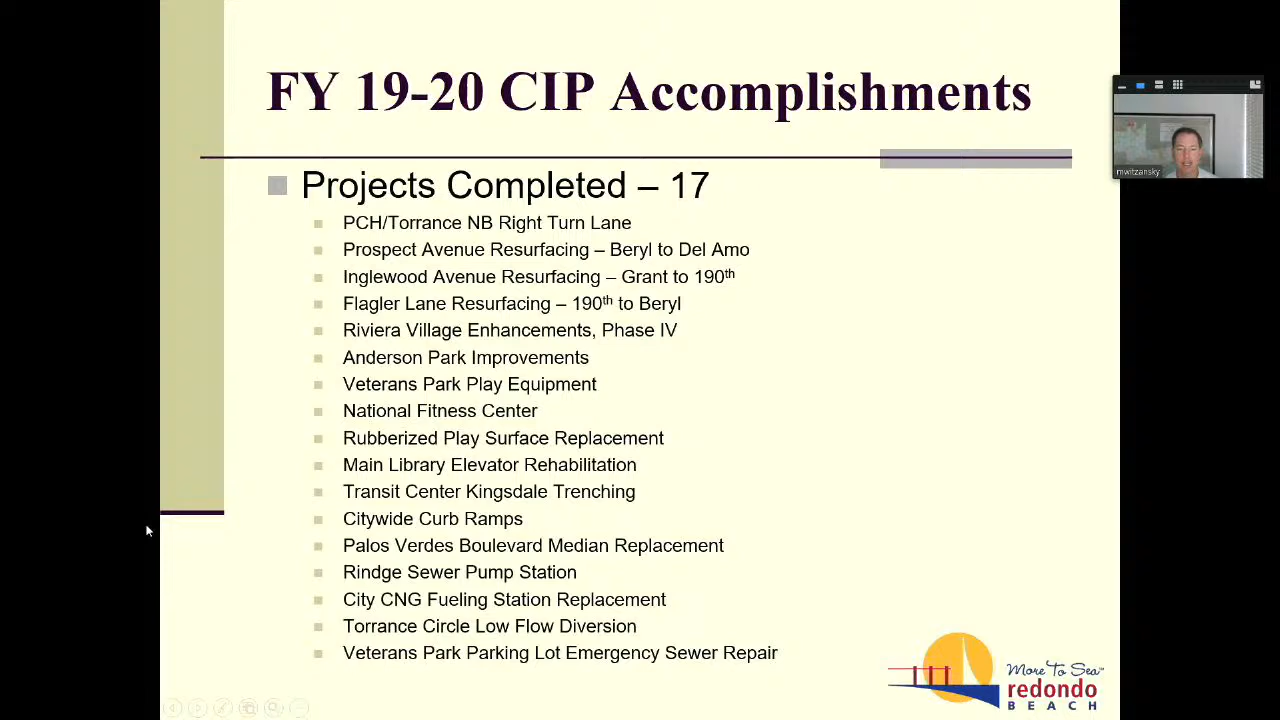 FY 19-20 CIP Accomplishments
Projects Completed – 17
PCH/Torrance NB Right Turn Lane
Prospect Avenue Resurfacing – Beryl to Del Amo
Inglewood Avenue Resurfacing – Grant to 190th
Flagler Lane Resurfacing – 190th to Beryl
Riviera Village Enhancements, Phase IV
Anderson Park Improvements
Veterans Park Play Equipment
National Fitness Center
Rubberized Play Surface Replacement
Main Library Elevator Rehabilitation
Transit Center Kingsdale Trenching
Citywide Curb Ramps
Palos Verdes Boulevard Median Replacement
Rindge Sewer Pump Station
City CNG Fueling Station Replacement
Torrance Circle Low Flow Diversion
Veterans Park Parking Lot Emergency Sewer Repair
mwitzansky
More To Sea™
redondo
BEACH